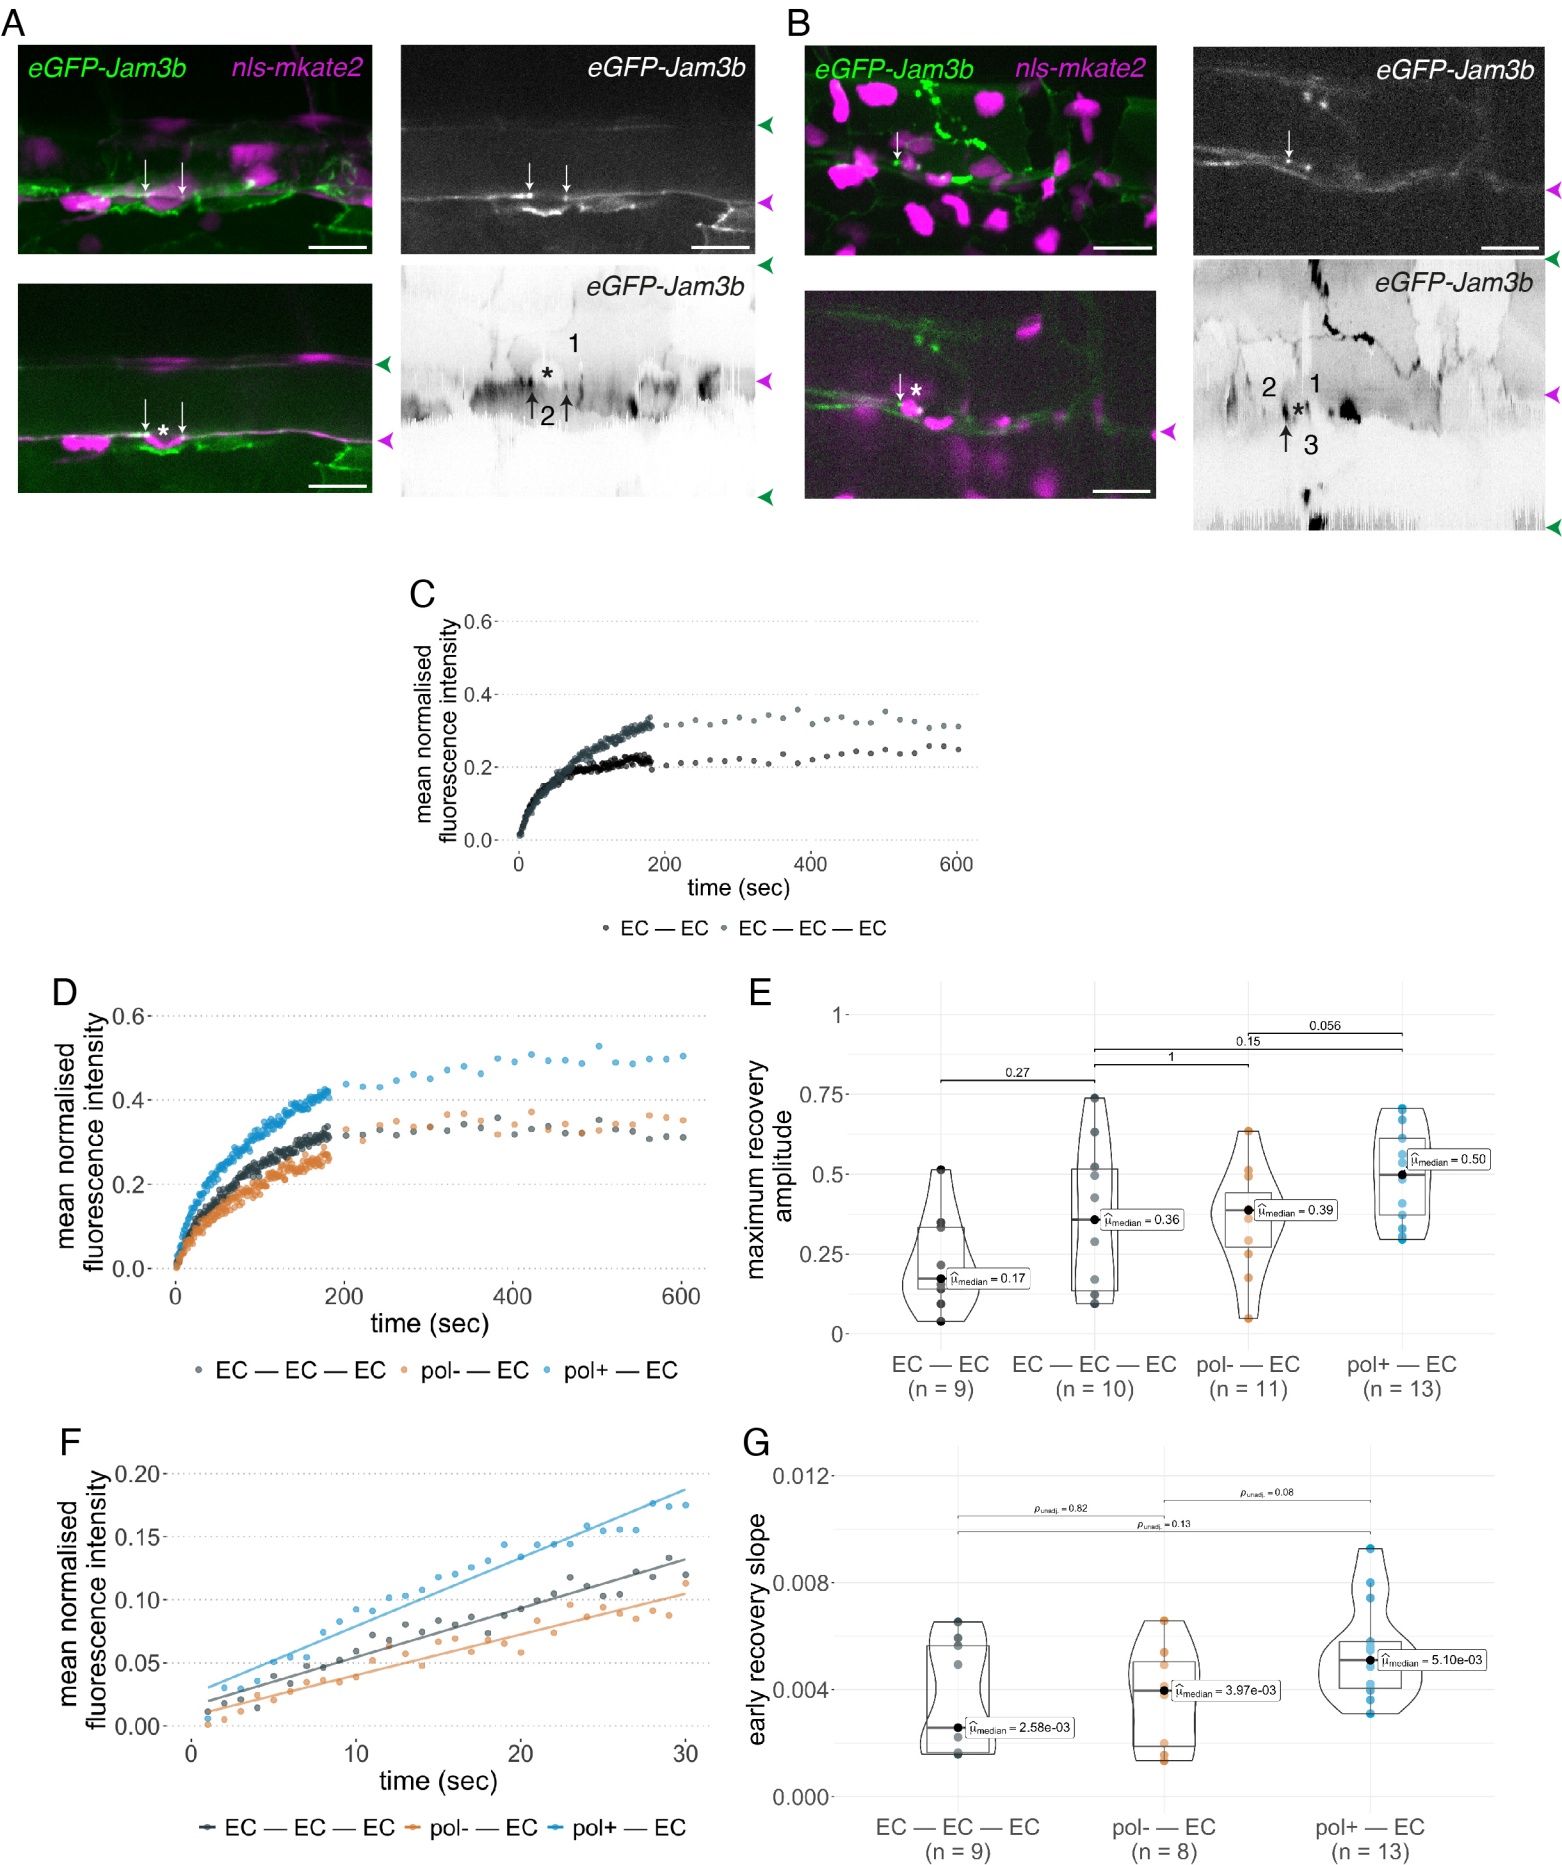 A
B
eGFP-Jam3b nls-mkate2
eGFP-Jam3b
eGFP-Jam3b nls-mkate2
eGFP-Jam3b
eGFP-Jam3b
1
*
2
*
eGFP-Jam3b
2 1
*
3
*
C
mean normalised
fluorescence intensity
0.6
0.4
0.2
0.0
0 200 400 600
time (sec)
EC — EC EC — EC — EC
D
mean normalised
fluorescence intensity
0.6
0.4
0.2
0.0
0 200 400 600
time (sec)
EC — EC — EC pol- — EC pol+ — EC
E
maximum recovery
amplitude
1
0.75
0.5
0.25
0
0.056
0.15
1
0.27
μ̂median = 0.17
μ̂median = 0.36
μ̂median = 0.39
μ̂median = 0.50
EC — EC EC — EC — EC pol- — EC pol+ — EC
(n = 9) (n = 10) (n = 11) (n = 13)
F
mean normalised
fluorescence intensity
0.20
0.15
0.10
0.05
0.00
0 10 20 30
time (sec)
EC — EC — EC pol- — EC pol+ — EC
G
early recovery slope
0.012
0.008
0.004
0.000
punadj. = 0.08
punadj. = 0.82
punadj. = 0.13
μ̂median = 2.58e-03
μ̂median = 3.97e-03
μ̂median = 5.10e-03
EC — EC — EC pol- — EC pol+ — EC
(n = 9) (n = 8) (n = 13)